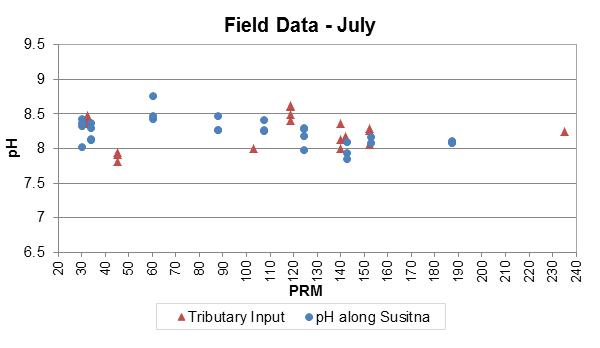 Field Data - July
9.5
9
8.5
8
7.5
7
6.5
pH
20 30 40 50 60 70 80 90 100 110 120 130 140 150 160 170 180 190 200 210 220 230 240
PRM
Tributary Input pH along Susitna